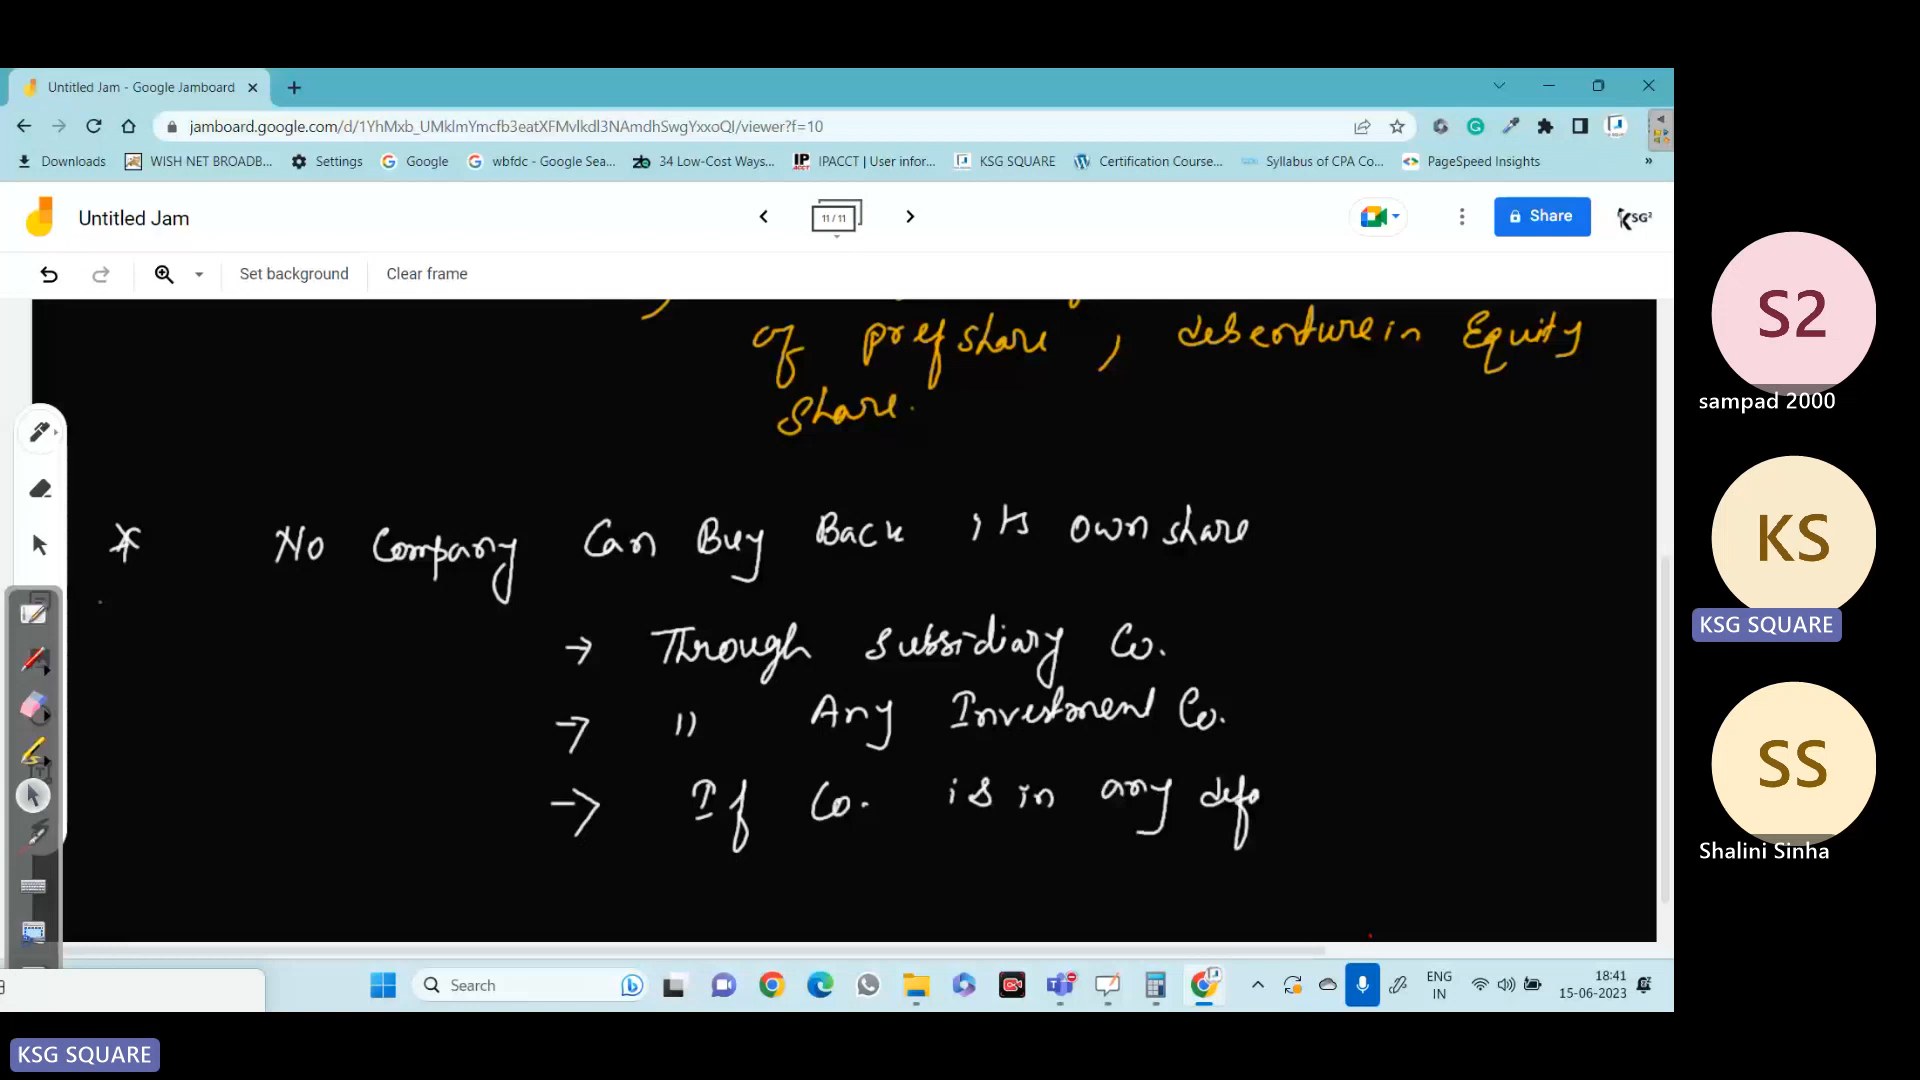 Untitled Jam - Google Jamboard
jamboard.google.com/d/1YhMxb_UMklmYmcfb3eatXFMvlkdl3NAmdhSwgYxxoQI/viewer?f=10
Downloads WISH NET BROADB... Settings Google wbfdc - Google Sea... 34 Low-Cost Ways... IPACCT | User infor... KSG SQUARE Certification Course... Syllabus of CPA Co... PageSpeed Insights »
Untitled Jam 11 / 11 Share KSG²
Set background Clear frame
of pref share , debenture in Equity
share.
* No Company Can Buy Back its own share
→ Through subsidiary Co.
→ " Any Investment Co.
→ If Co. is in any defa
S2
sampad 2000
KS
KSG SQUARE
SS
Shalini Sinha
Search ENG IN 18:41 15-06-2023
KSG SQUARE